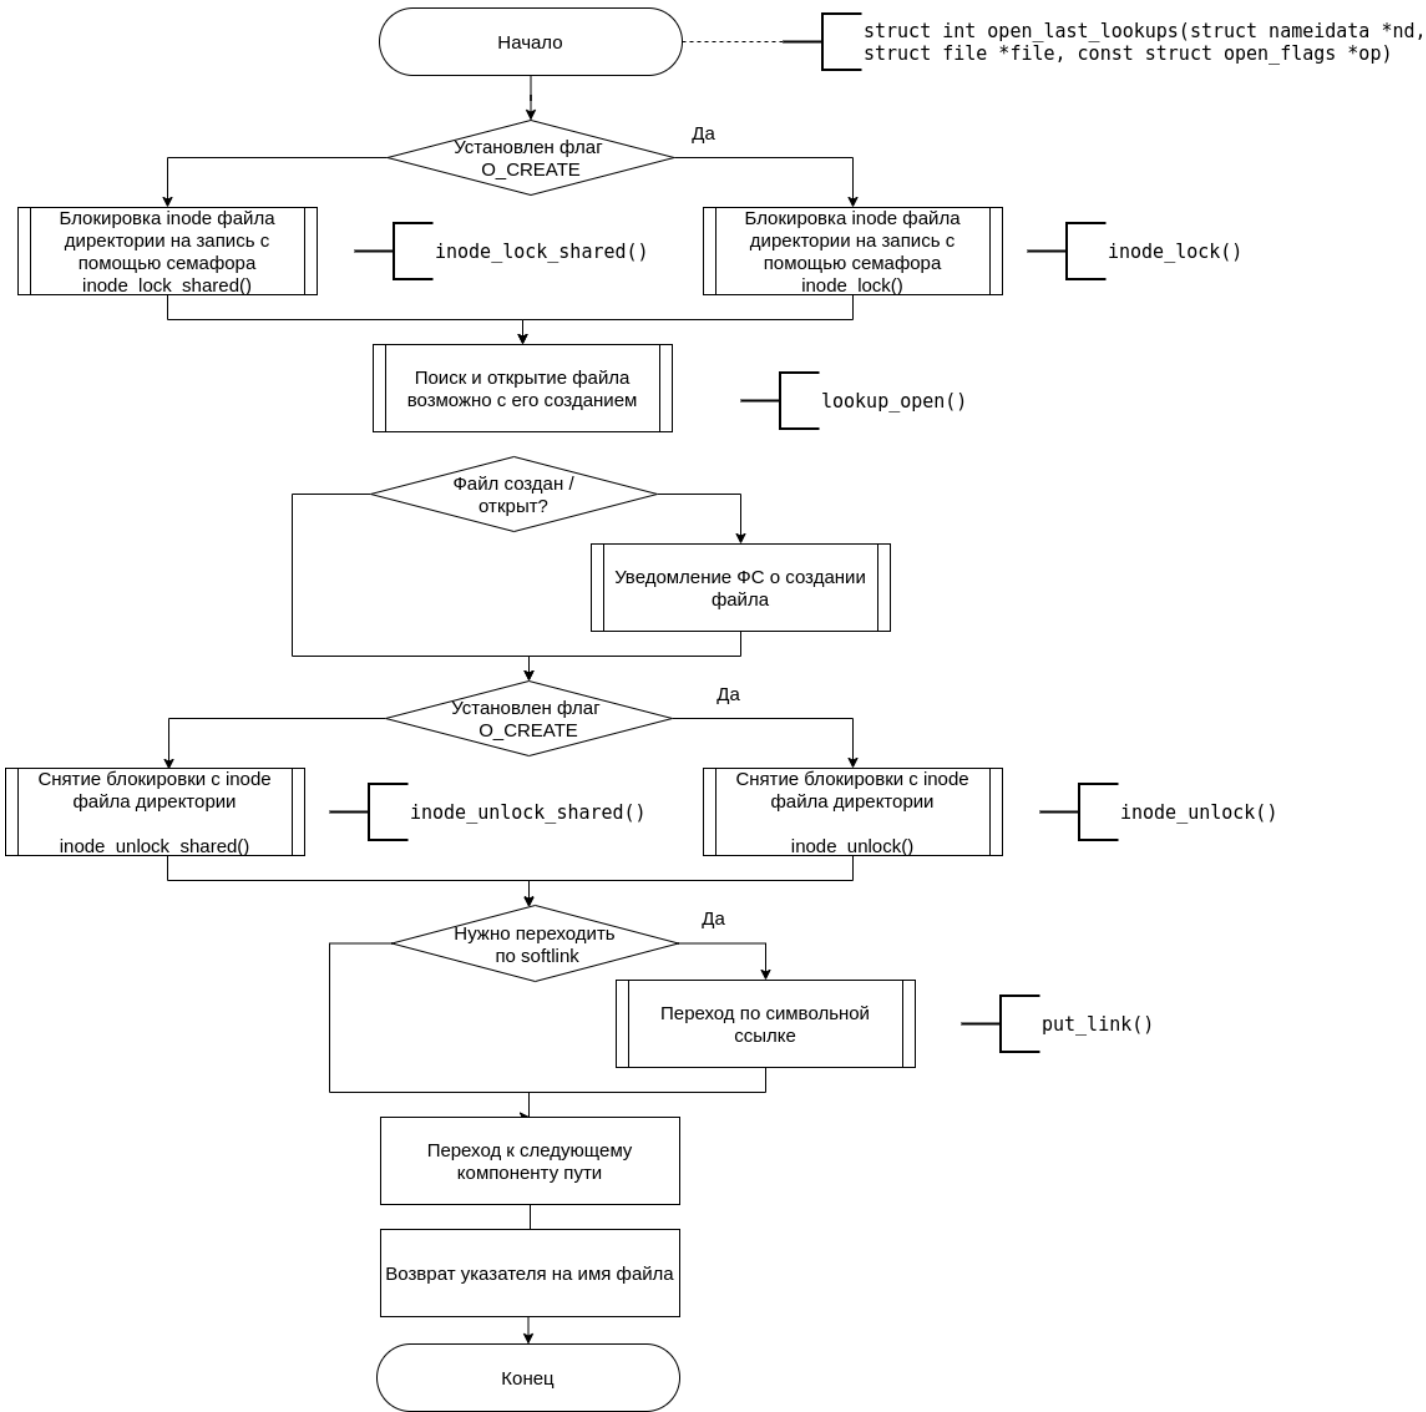 Начало
struct int open_last_lookups(struct nameidata *nd,
struct file *file, const struct open_flags *op)
Установлен флаг
O_CREATE
Да
Блокировка inode файла
директории на запись с
помощью семафора
inode_lock_shared()
inode_lock_shared()
Блокировка inode файла
директории на запись с
помощью семафора
inode_lock()
inode_lock()
Поиск и открытие файла
возможно с его созданием
lookup_open()
Файл создан /
открыт?
Уведомление ФС о создании
файла
Установлен флаг
O_CREATE
Да
Снятие блокировки с inode
файла директории
inode_unlock_shared()
inode_unlock_shared()
Снятие блокировки с inode
файла директории
inode_unlock()
inode_unlock()
Нужно переходить
по softlink
Да
Переход по символьной
ссылке
put_link()
Переход к следующему
компоненту пути
Возврат указателя на имя файла
Конец